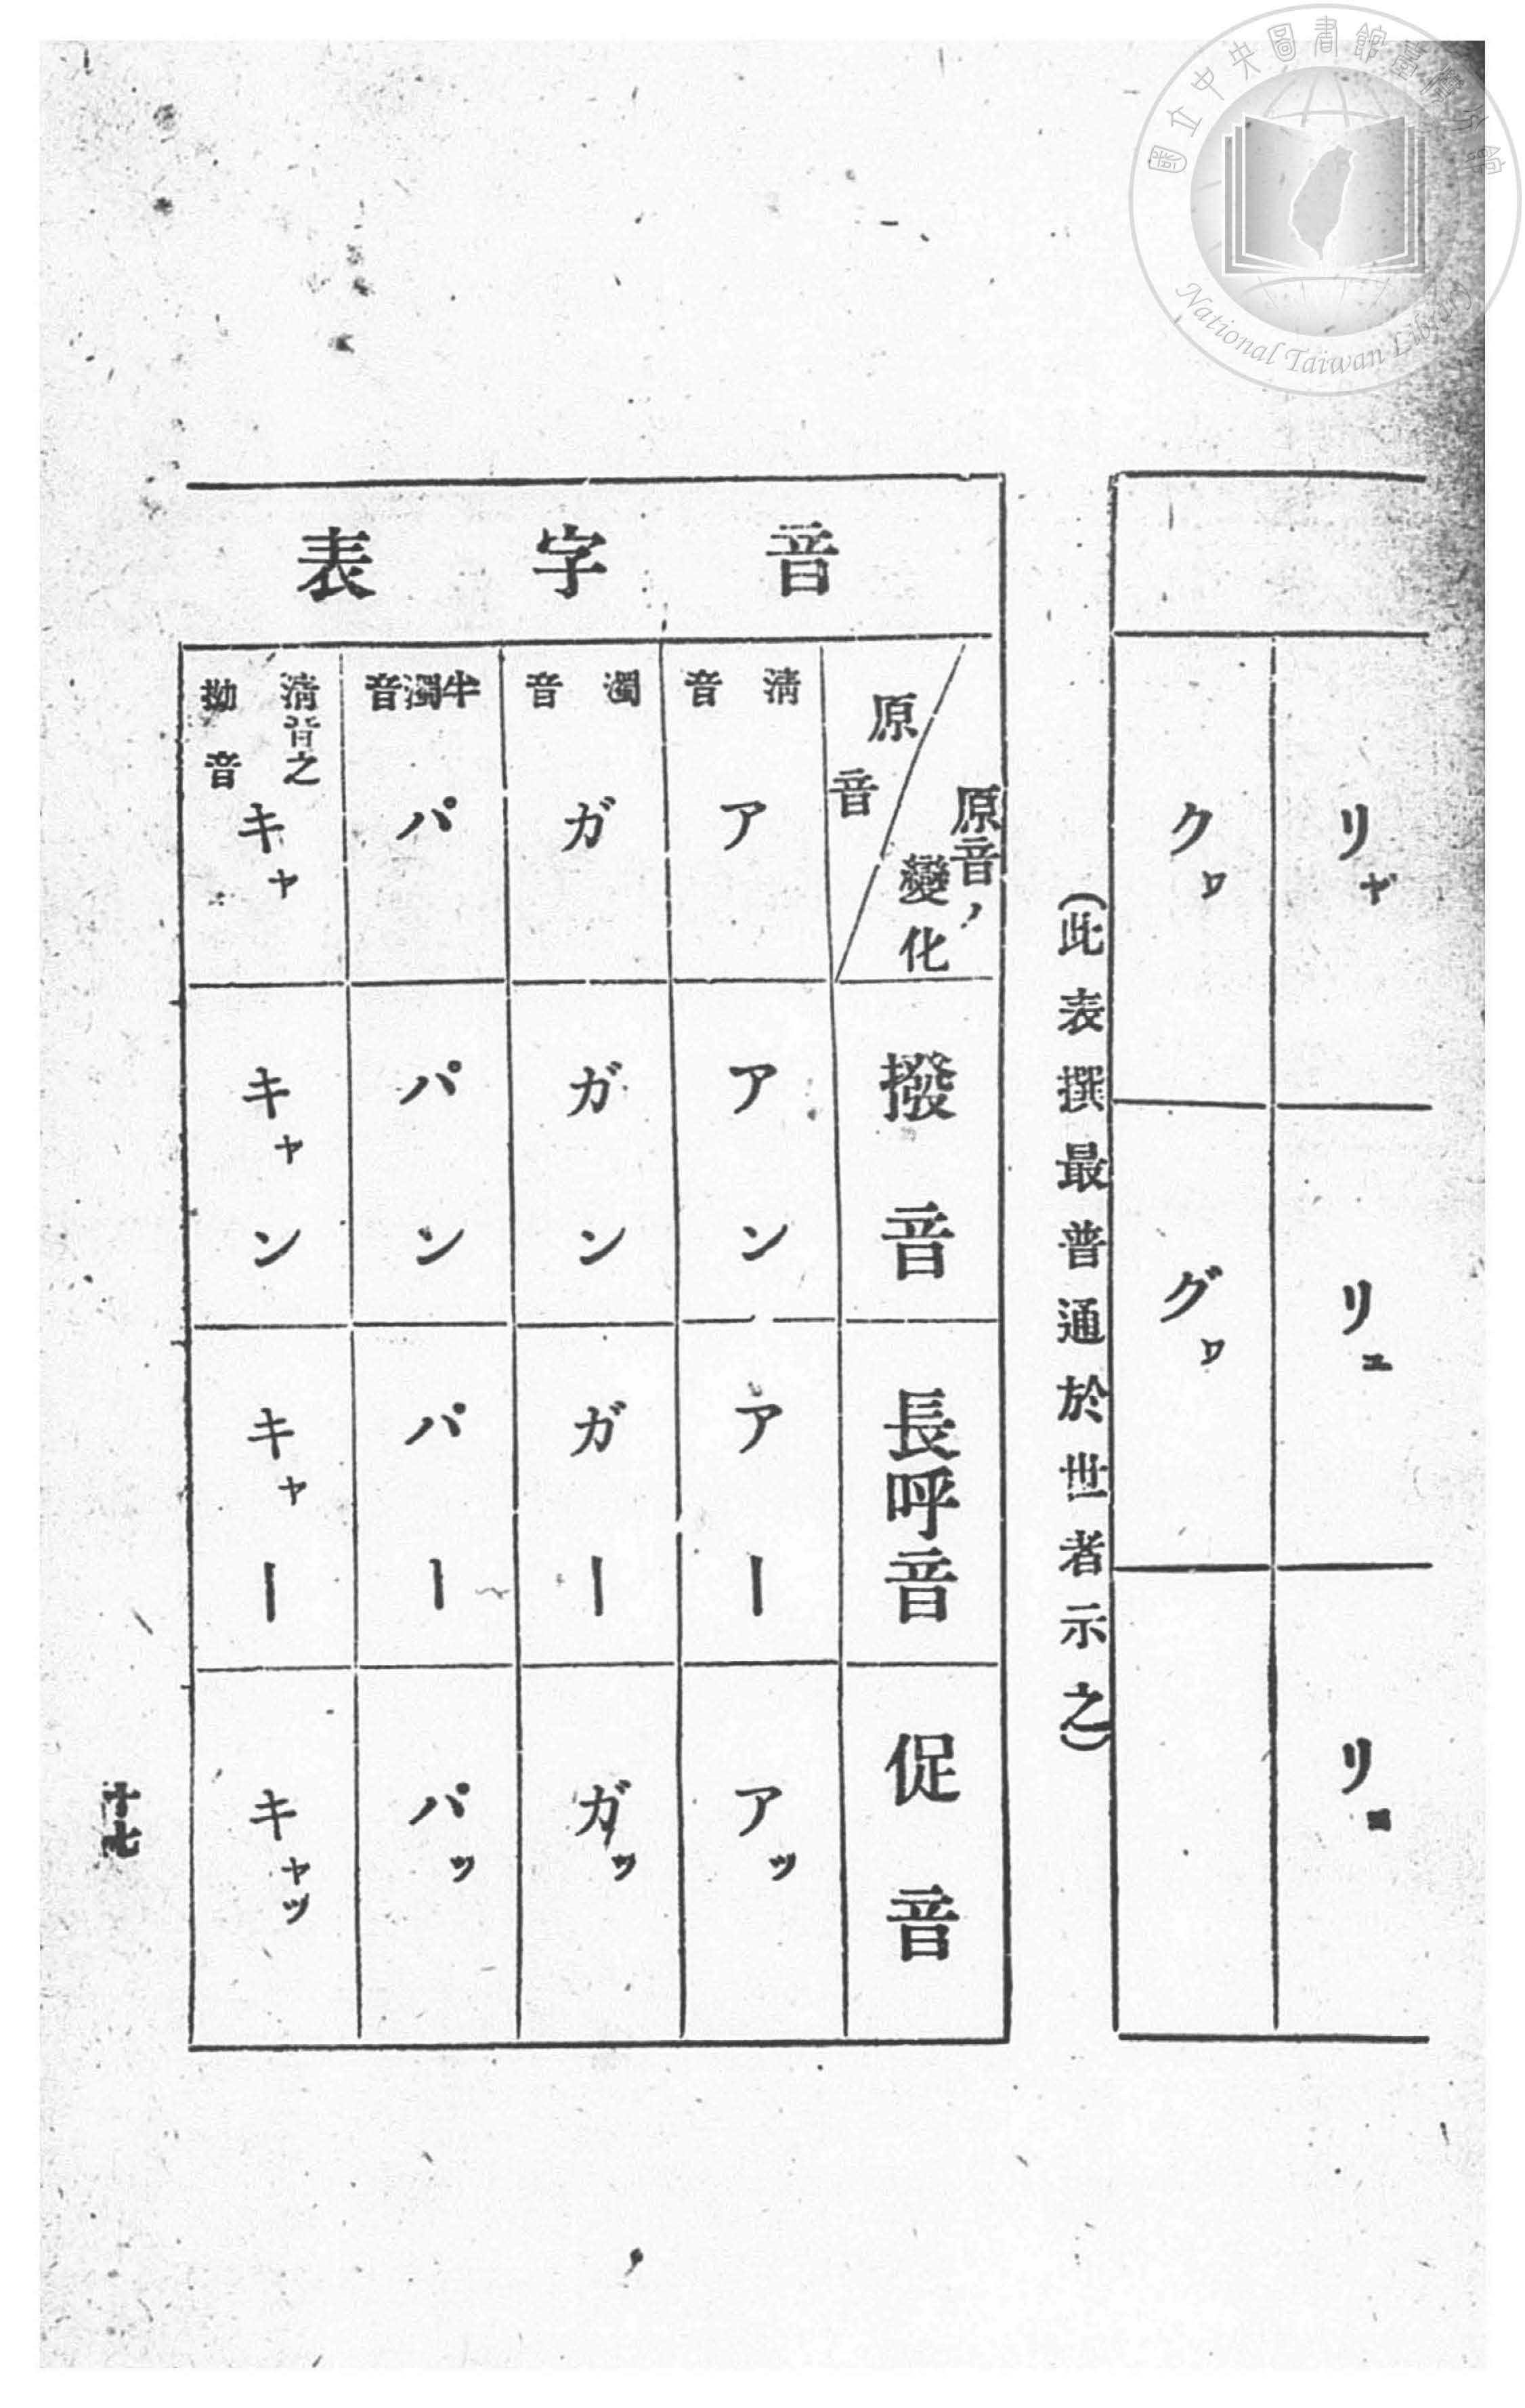 國立中央圖書館臺灣分館
National Taiwan Library
リャ
リュ
リョ
クヮ
グヮ
(此表撰最普通於世者示之)
音字表
原音ノ變化
原音
撥音
長呼音
促音
清音
ア
アン
アー
アッ
濁音
ガ
ガン
ガー
ガッ
半濁音
パ
パン
パー
パッ
清音之拗音
キャ
キャン
キャー
キャッ
十七